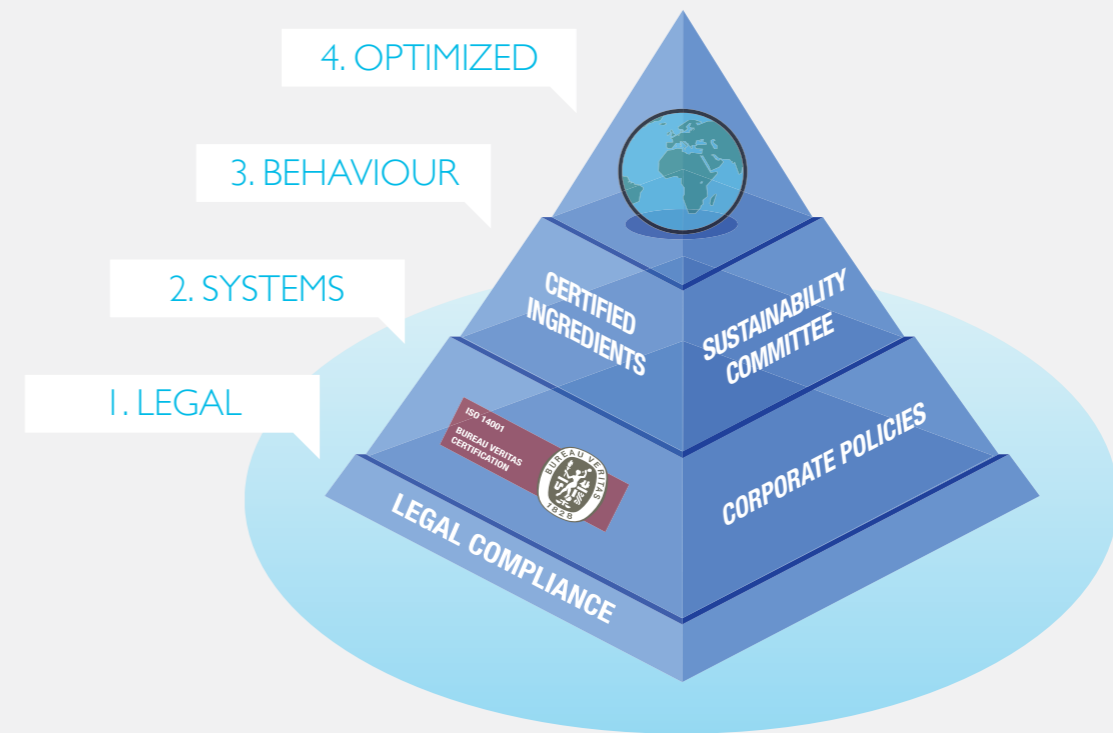 4. OPTIMIZED
3. BEHAVIOUR
2. SYSTEMS
1. LEGAL
CERTIFIED
INGREDIENTS
SUSTAINABILITY
COMMITTEE
ISO 14001
BUREAU VERITAS
CERTIFICATION
BUREAU VERITAS
1828
CORPORATE POLICIES
LEGAL COMPLIANCE